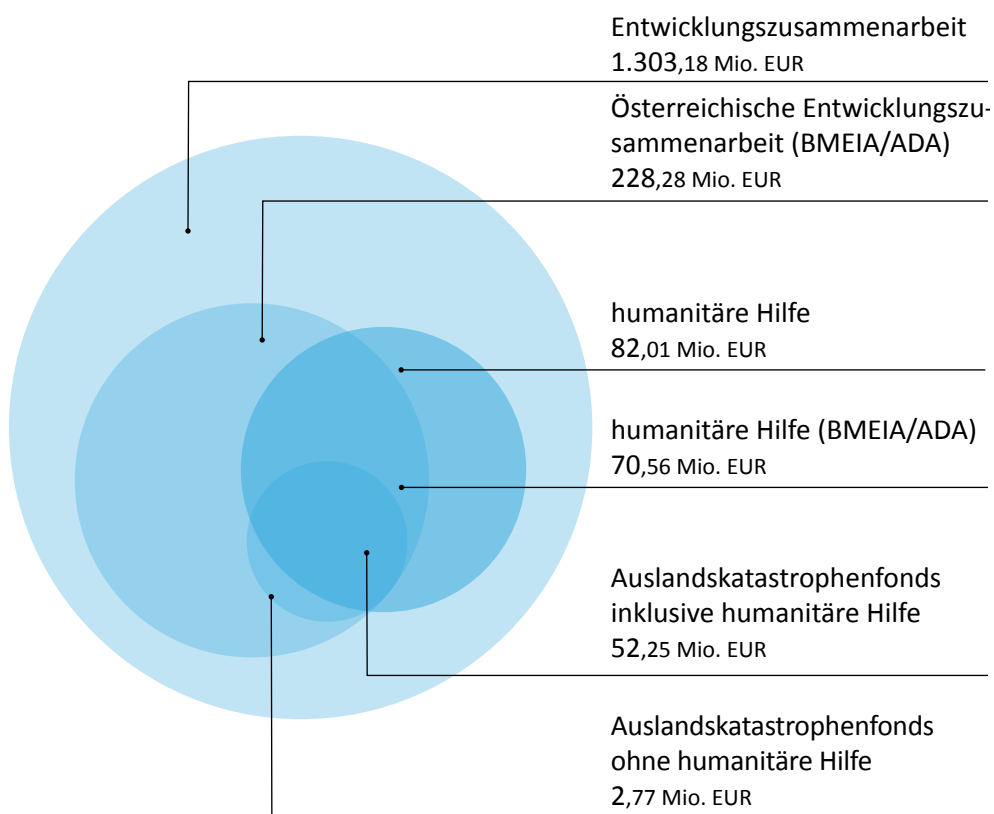 Entwicklungszusammenarbeit
1.303,18 Mio. EUR
Österreichische Entwicklungszu-
sammenarbeit (BMEIA/ADA)
228,28 Mio. EUR
humanitäre Hilfe
82,01 Mio. EUR
humanitäre Hilfe (BMEIA/ADA)
70,56 Mio. EUR
Auslandskatastrophenfonds
inklusive humanitäre Hilfe
52,25 Mio. EUR
Auslandskatastrophenfonds
ohne humanitäre Hilfe
2,77 Mio. EUR